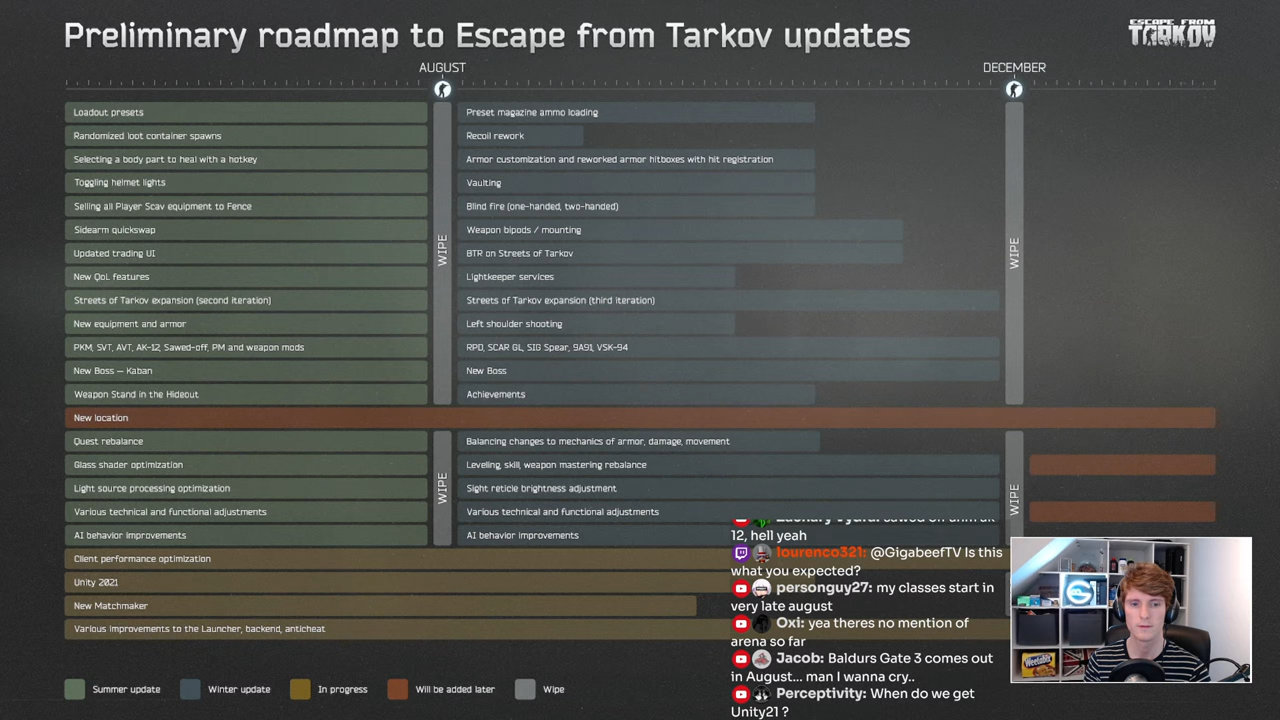 Preliminary roadmap to Escape from Tarkov updates
ESCAPE FROM
TARKOV
AUGUST
DECEMBER
Loadout presets
Preset magazine ammo loading
Randomized loot container spawns
Recoil rework
Selecting a body part to heal with a hotkey
Armor customization and reworked armor hitboxes with hit registration
Toggling helmet lights
Vaulting
Selling all Player Scav equipment to Fence
Blind fire (one-handed, two-handed)
Sidearm quickswap
Weapon bipods / mounting
Updated trading UI
BTR on Streets of Tarkov
New QoL features
Lightkeeper services
Streets of Tarkov expansion (second iteration)
Streets of Tarkov expansion (third iteration)
New equipment and armor
Left shoulder shooting
PKM, SVT, AVT, AK-12, Sawed-off, PM and weapon mods
RPD, SCAR GL, SIG Spear, 9A91, VSK-94
New Boss — Kaban
New Boss
Weapon Stand in the Hideout
Achievements
WIPE
WIPE
New location
Quest rebalance
Balancing changes to mechanics of armor, damage, movement
Glass shader optimization
Leveling, skill, weapon mastering rebalance
Light source processing optimization
Sight reticle brightness adjustment
Various technical and functional adjustments
Various technical and functional adjustments
AI behavior improvements
AI behavior improvements
WIPE
WIPE
Client performance optimization
Unity 2021
New Matchmaker
Various improvements to the Launcher, backend, anticheat
12, hell yeah
lourenco321: @GigabeefTV Is this
what you expected?
personguy27: my classes start in
very late august
Oxi: yea theres no mention of
arena so far
Jacob: Baldurs Gate 3 comes out
in August... man I wanna cry..
Perceptivity: When do we get
Unity21 ?
Weetabix
Summer update
Winter update
In progress
Will be added later
Wipe